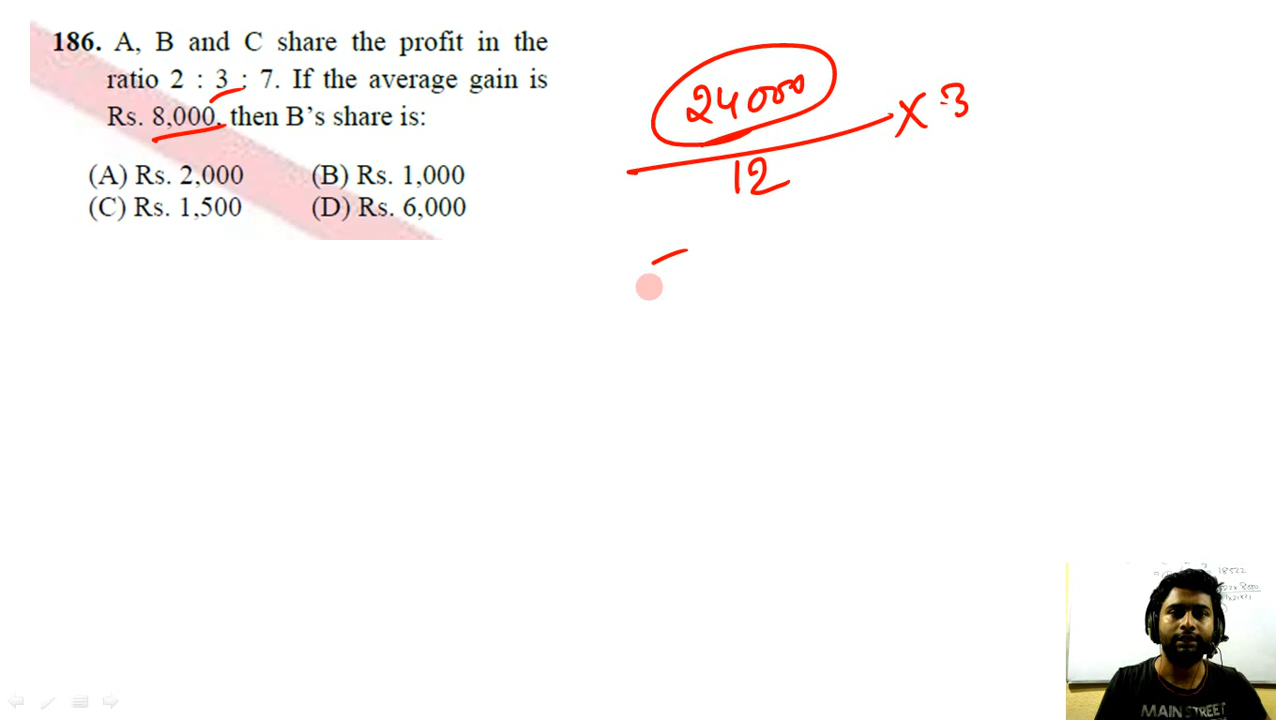 186. A, B and C share the profit in the
ratio 2 : 3 : 7. If the average gain is
Rs. 8,000, then B's share is:
(A) Rs. 2,000 (B) Rs. 1,000
(C) Rs. 1,500 (D) Rs. 6,000
24000
× 3
12
18522
MAIN STREET